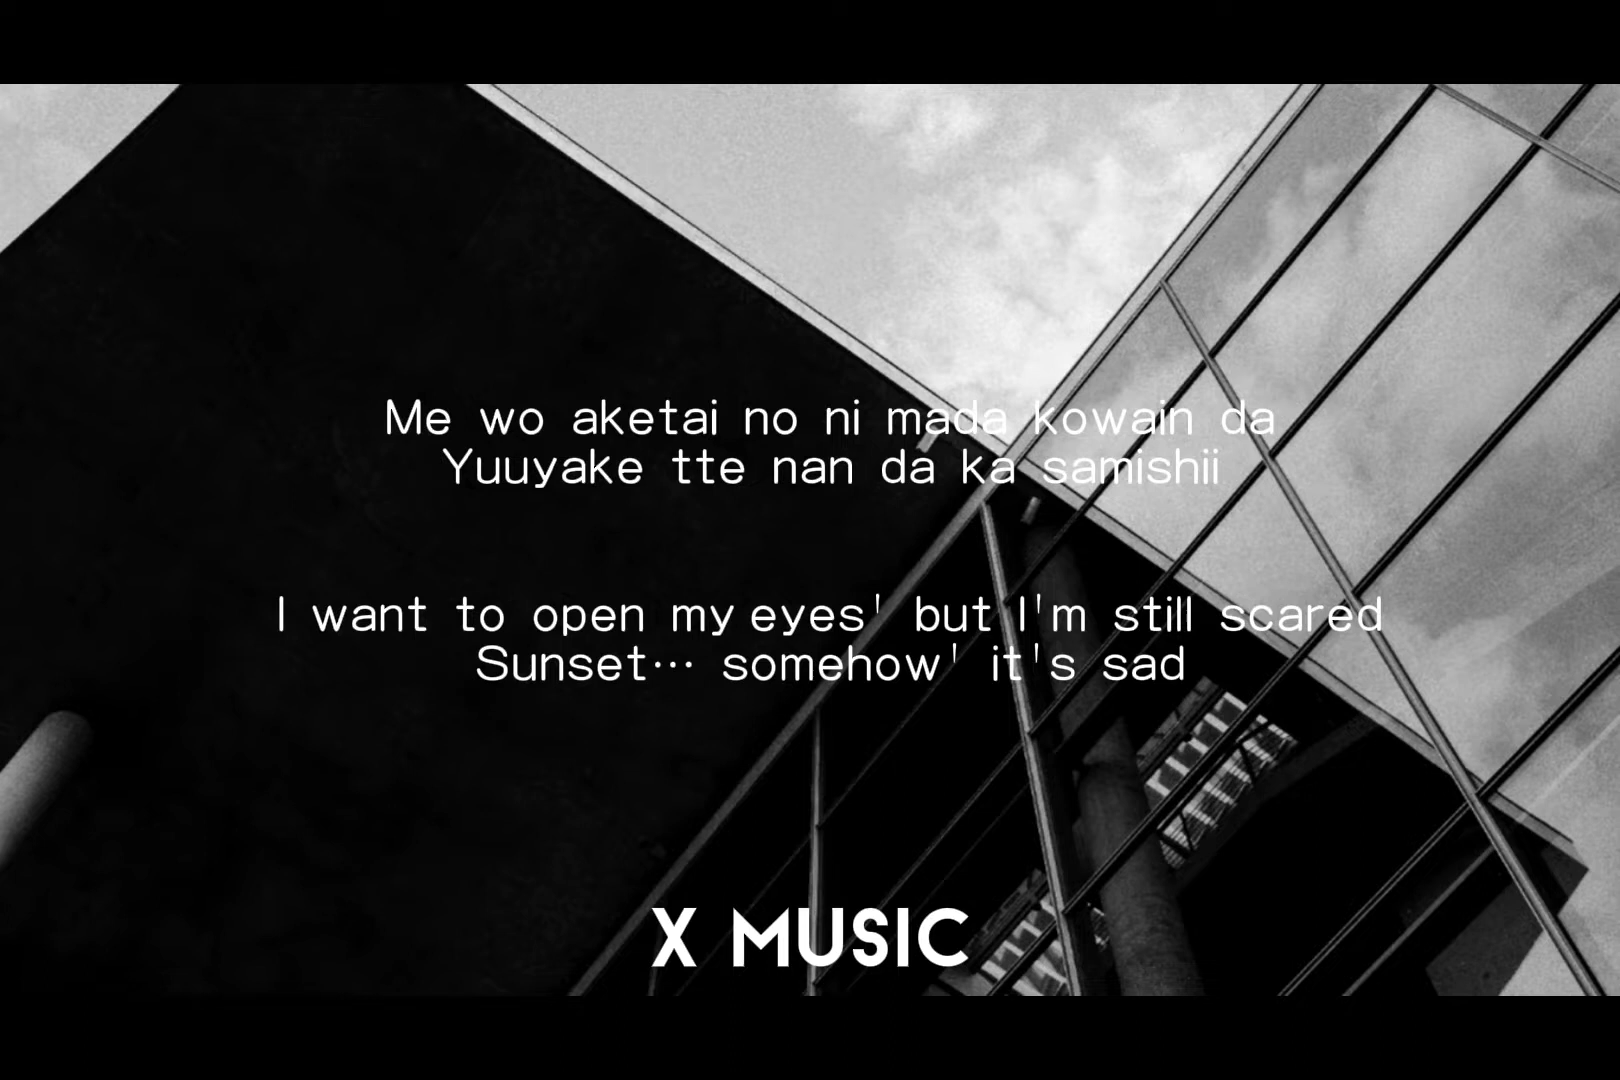 Me wo aketai no ni mada kowain da
Yuuyake tte nan da ka samishii
I want to open my eyes' but I'm still scared
Sunset… somehow' it's sad
X MUSIC